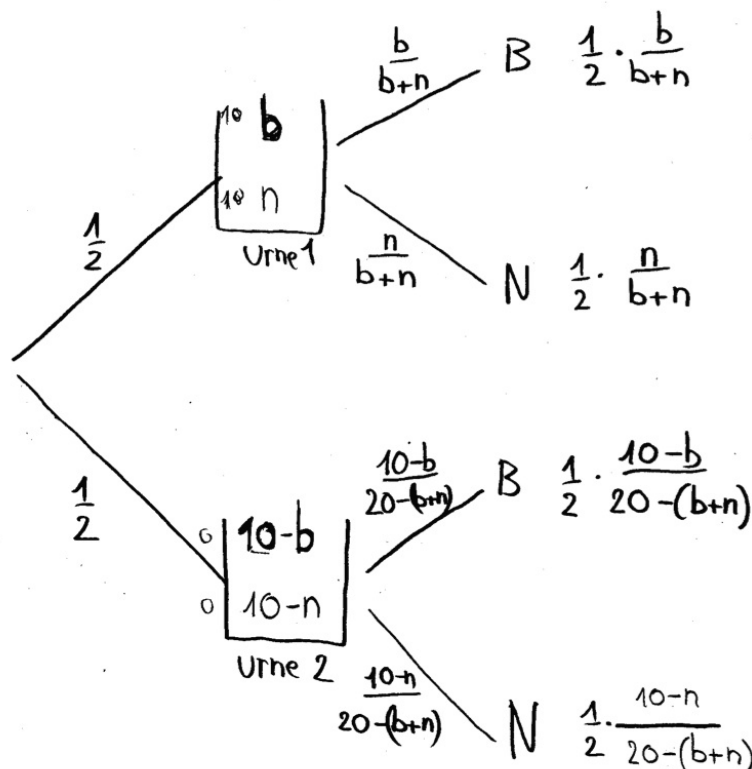 b/(b+n) B 1/2 · b/(b+n)
10 b
10 n
1/2
Urne 1
n/(b+n) N 1/2 · n/(b+n)
1/2
(10-b)/(20-(b+n)) B 1/2 · (10-b)/(20-(b+n))
0 10-b
0 10-n
Urne 2
(10-n)/(20-(b+n)) N 1/2 · (10-n)/(20-(b+n))